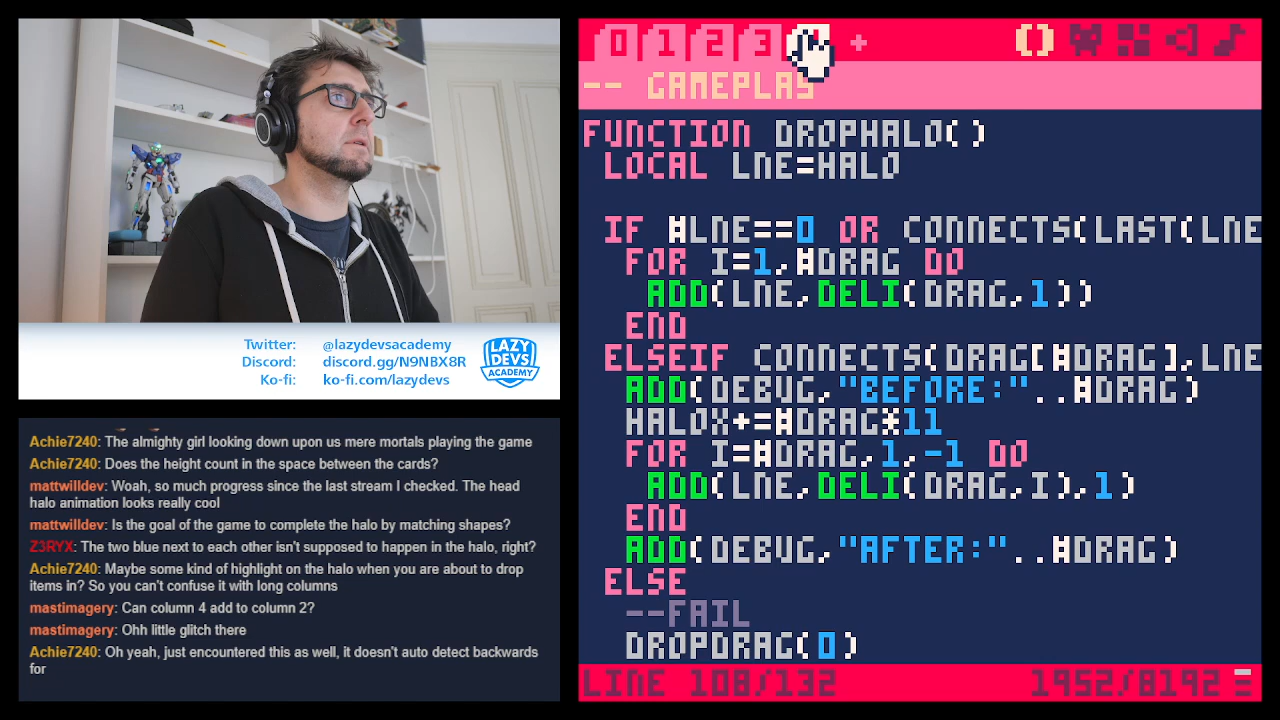 Twitter: @lazydevsacademy
Discord: discord.gg/N9NBX8R
Ko-fi: ko-fi.com/lazydevs
LAZY
DEVS
ACADEMY
Achie7240: The almighty girl looking down upon us mere mortals playing the game
Achie7240: Does the height count in the space between the cards?
mattwilldev: Woah, so much progress since the last stream I checked. The head
halo animation looks really cool
mattwilldev: Is the goal of the game to complete the halo by matching shapes?
Z3RYX: The two blue next to each other isn't supposed to happen in the halo, right?
Achie7240: Maybe some kind of highlight on the halo when you are about to drop
items in? So you can't confuse it with long columns
mastimagery: Can column 4 add to column 2?
mastimagery: Ohh little glitch there
Achie7240: Oh yeah, just encountered this as well, it doesn't auto detect backwards
for
0 1 2 3 +
-- GAMEPLAY
FUNCTION DROPHALO()
LOCAL LNE=HALO
IF #LNE==0 OR CONNECTS(LAST(LNE
FOR I=1,#DRAG DO
ADD(LNE,DELI(DRAG,1))
END
ELSEIF CONNECTS(DRAG[#DRAG],LNE
ADD(DEBUG,"BEFORE:"..#DRAG)
HALOX+=#DRAG*11
FOR I=#DRAG,1,-1 DO
ADD(LNE,DELI(DRAG,I),1)
END
ADD(DEBUG,"AFTER:"..#DRAG)
ELSE
--FAIL
DROPDRAG(0)
LINE 108/132 1952/8192